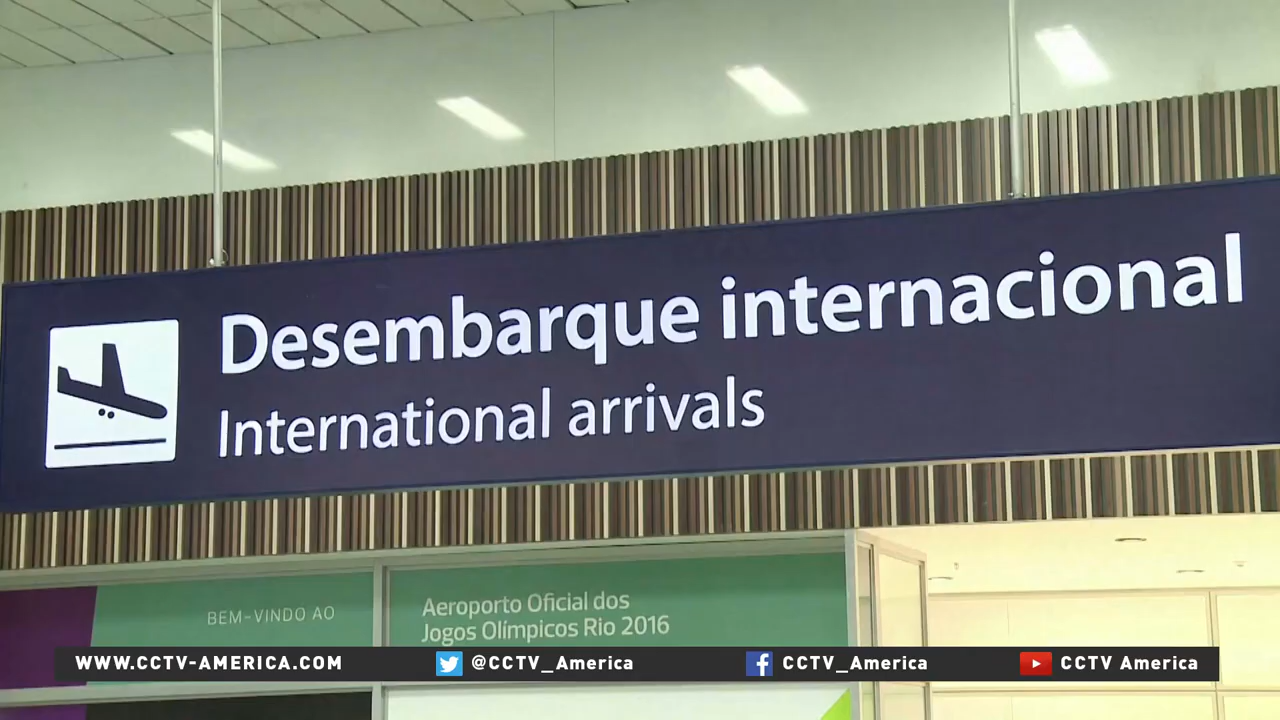 Desembarque internacional
International arrivals
BEM-VINDO AO
Aeroporto Oficial dos
Jogos Olímpicos Rio 2016
WWW.CCTV-AMERICA.COM
@CCTV_America
CCTV_America
CCTV America